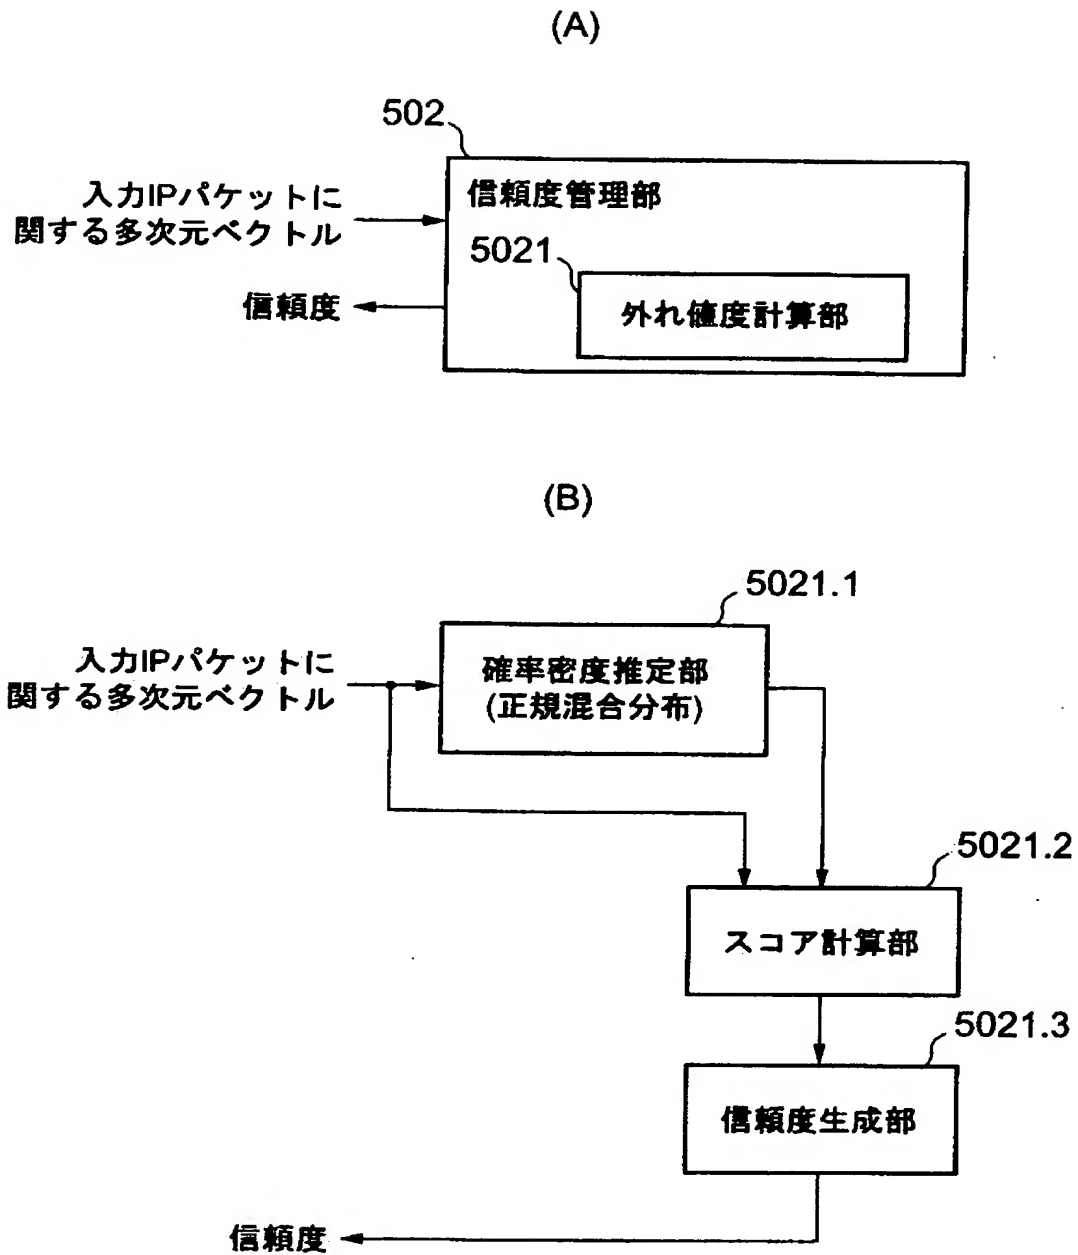 (A)
502
入力IPパケットに
関する多次元ベクトル
信頼度管理部
5021
外れ値度計算部
信頼度
(B)
5021.1
入力IPパケットに
関する多次元ベクトル
確率密度推定部
(正規混合分布)
5021.2
スコア計算部
5021.3
信頼度生成部
信頼度